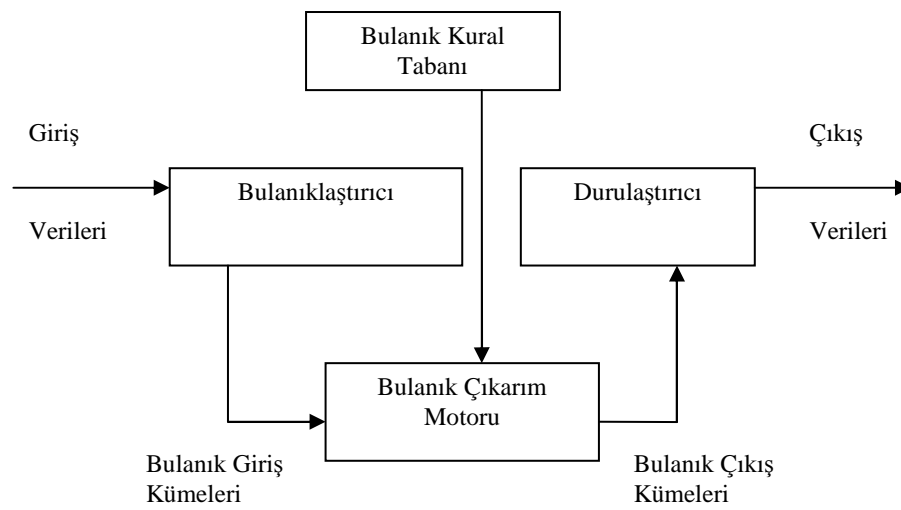 Bulanık Kural
Tabanı
Giriş
Çıkış
Bulanıklaştırıcı
Durulaştırıcı
Verileri
Verileri
Bulanık Çıkarım
Motoru
Bulanık Giriş
Kümeleri
Bulanık Çıkış
Kümeleri